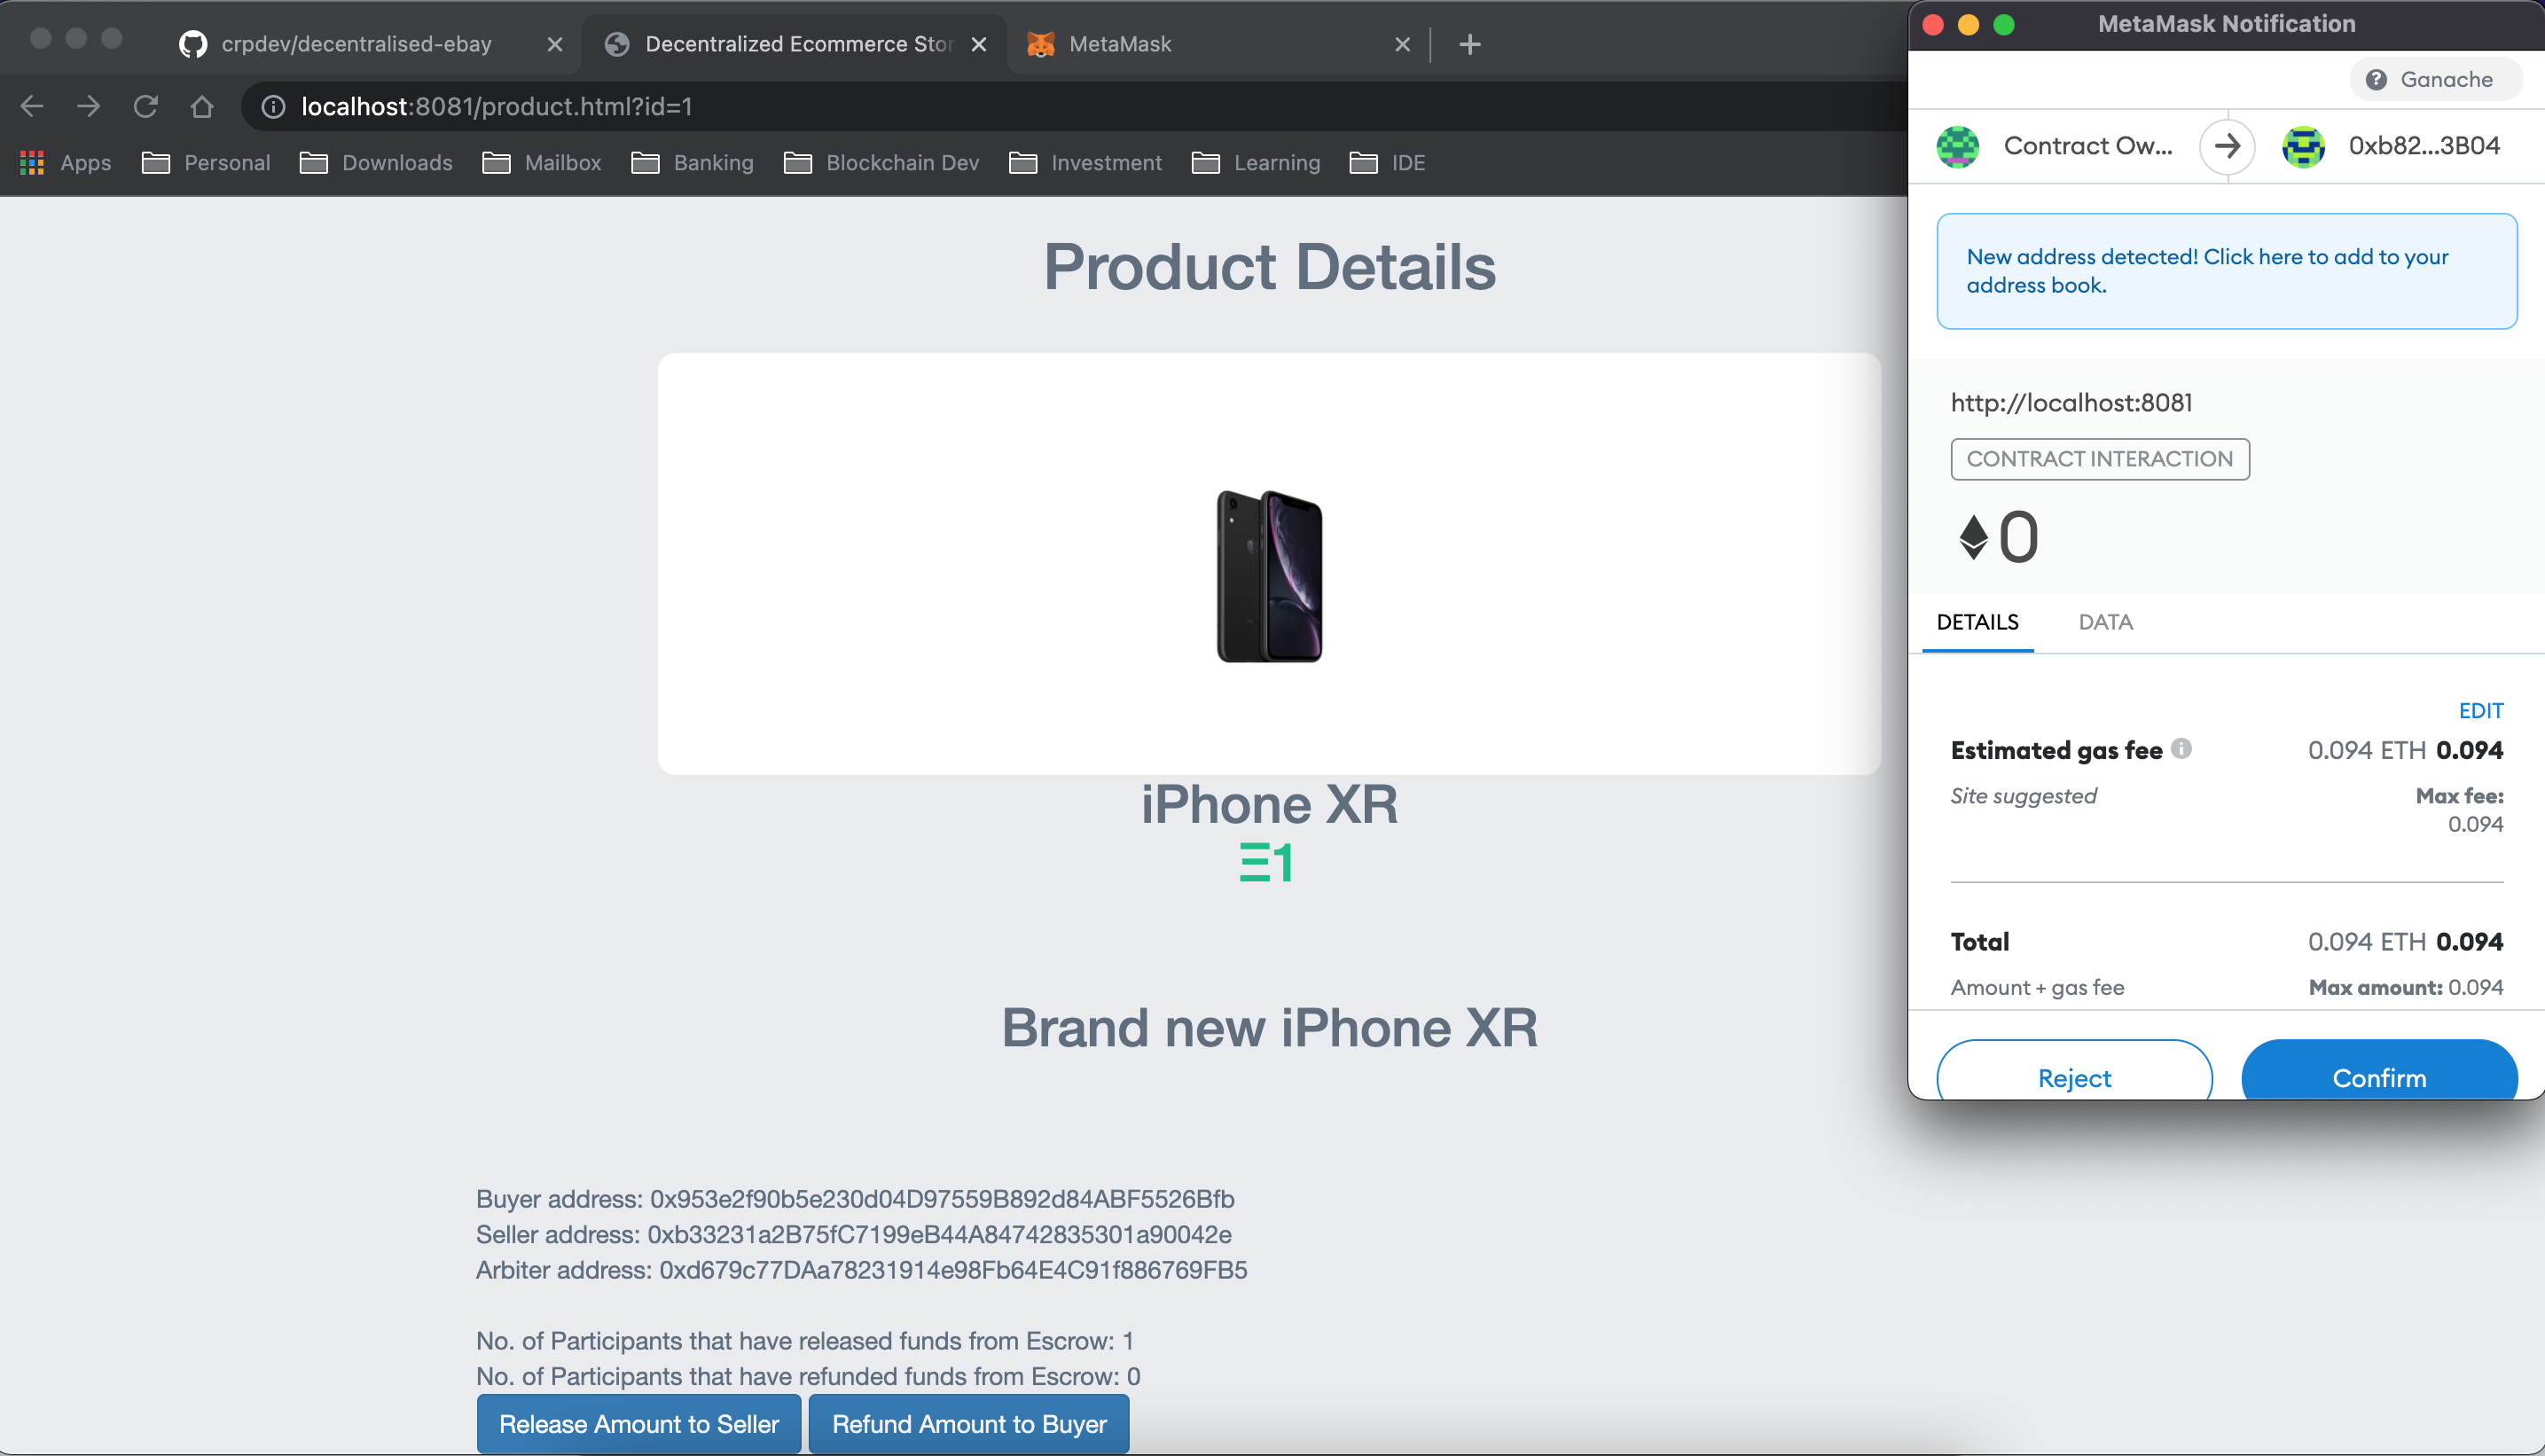 crpdev/decentralised-ebay
Decentralized Ecommerce Stor
MetaMask
localhost:8081/product.html?id=1
Apps
Personal
Downloads
Mailbox
Banking
Blockchain Dev
Investment
Learning
IDE
Product Details
iPhone XR
Ξ1
Brand new iPhone XR
Buyer address: 0x953e2f90b5e230d04D97559B892d84ABF5526Bfb
Seller address: 0xb33231a2B75fC7199eB44A84742835301a90042e
Arbiter address: 0xd679c77DAa78231914e98Fb64E4C91f886769FB5
No. of Participants that have released funds from Escrow: 1
No. of Participants that have refunded funds from Escrow: 0
Release Amount to Seller
Refund Amount to Buyer
MetaMask Notification
Ganache
Contract Ow...
0xb82...3B04
New address detected! Click here to add to your
address book.
http://localhost:8081
CONTRACT INTERACTION
0
DETAILS
DATA
EDIT
Estimated gas fee 0.094 ETH 0.094
Site suggested Max fee:
0.094
Total 0.094 ETH 0.094
Amount + gas fee Max amount: 0.094
Reject
Confirm